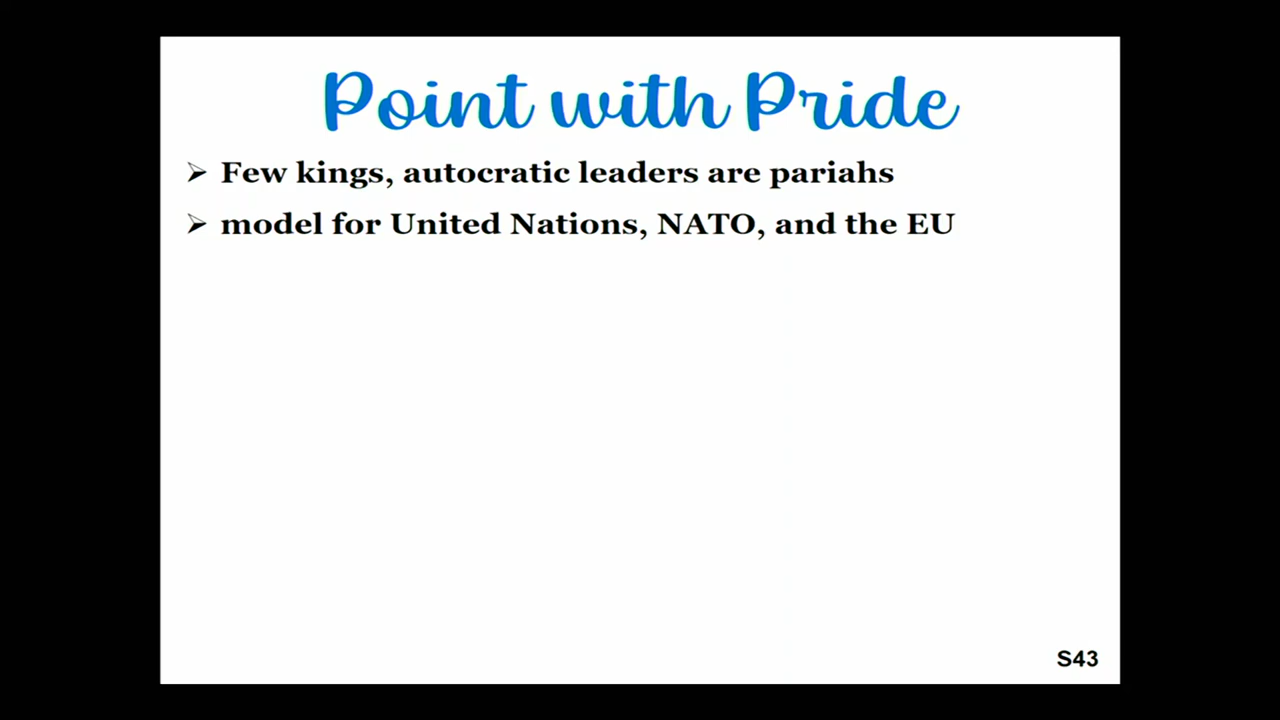 Point with Pride
➢ Few kings, autocratic leaders are pariahs
➢ model for United Nations, NATO, and the EU
S43